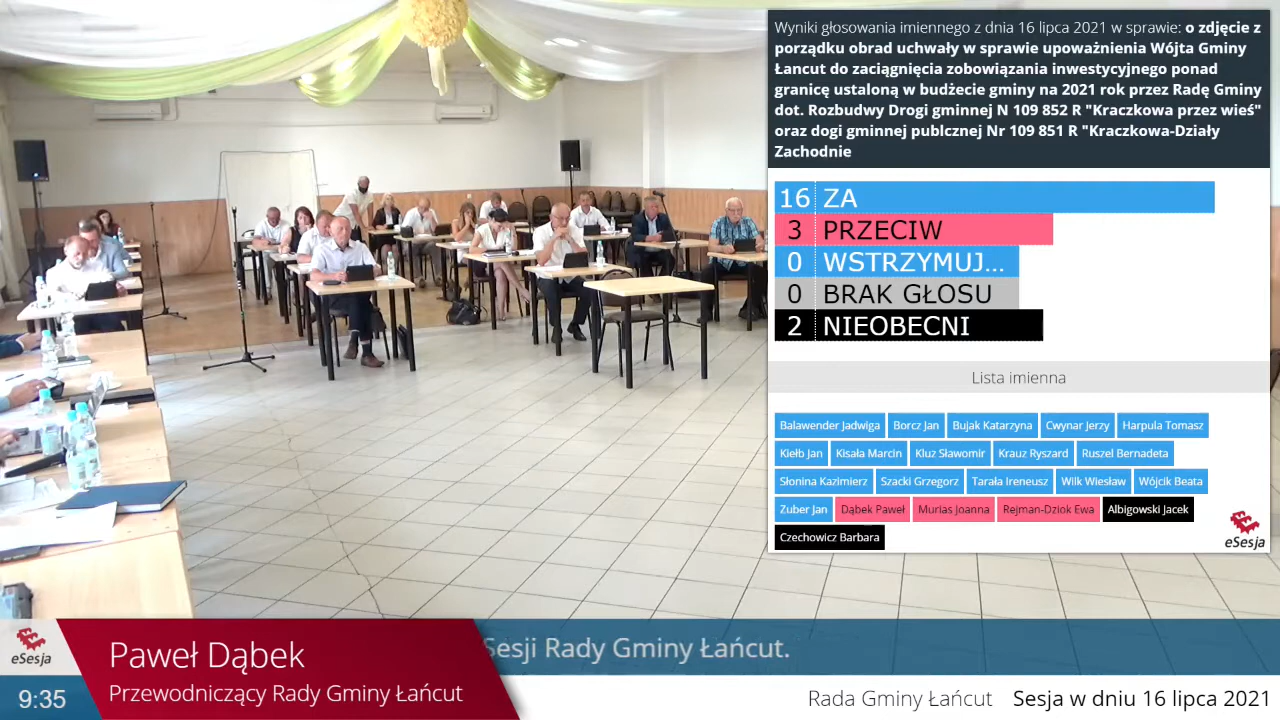 Wyniki głosowania imiennego z dnia 16 lipca 2021 w sprawie: o zdjęcie z
porządku obrad uchwały w sprawie upoważnienia Wójta Gminy
Łancut do zaciągnięcia zobowiązania inwestycyjnego ponad
granicę ustaloną w budżecie gminy na 2021 rok przez Radę Gminy
dot. Rozbudwy Drogi gminnej N 109 852 R "Kraczkowa przez wieś"
oraz dogi gminnej publcznej Nr 109 851 R "Kraczkowa-Działy
Zachodnie
16 ZA
3 PRZECIW
0 WSTRZYMUJ...
0 BRAK GŁOSU
2 NIEOBECNI
Lista imienna
Balawender Jadwiga Borcz Jan Bujak Katarzyna Cwynar Jerzy Harpula Tomasz
Kiełb Jan Kisała Marcin Kluz Sławomir Krauz Ryszard Ruszel Bernadeta
Słonina Kazimierz Szacki Grzegorz Tarała Ireneusz Wilk Wiesław Wójcik Beata
Zuber Jan Dąbek Paweł Murias Joanna Rejman-Dziok Ewa Albigowski Jacek
Czechowicz Barbara
eSesja
eSesja
Paweł Dąbek
Przewodniczący Rady Gminy Łańcut
Sesji Rady Gminy Łańcut.
9:35
Rada Gminy Łańcut Sesja w dniu 16 lipca 2021